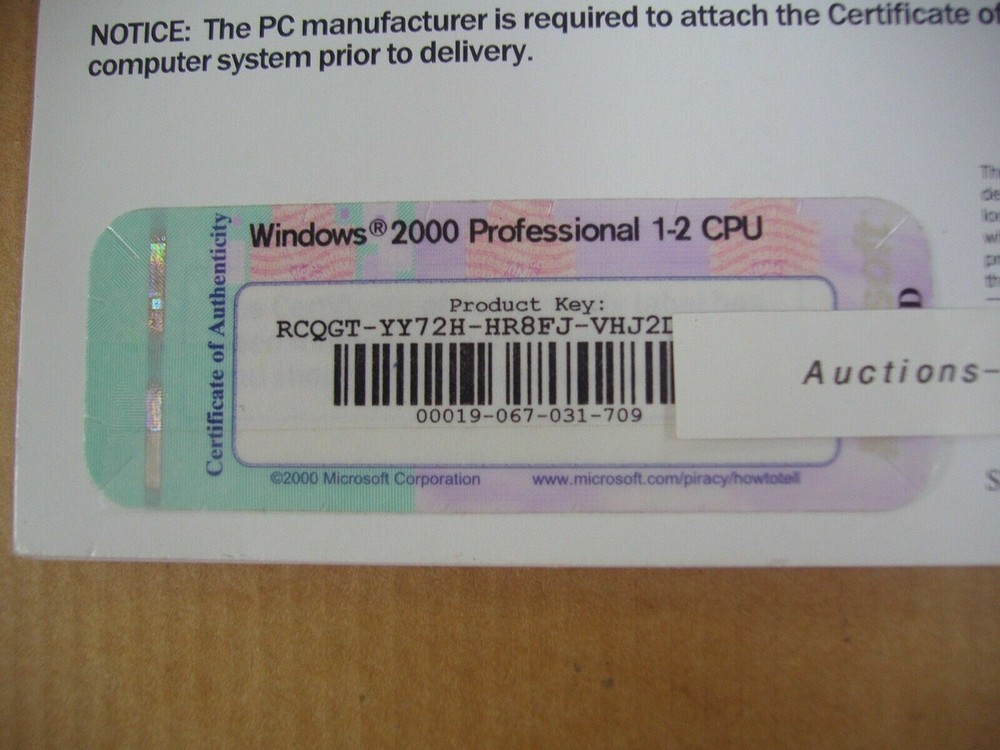 NOTICE: The PC manufacturer is required to attach the Certificate of
computer system prior to delivery.
Certificate of Authenticity
Windows® 2000 Professional 1-2 CPU
Product Key:
RCQGT-YY72H-HR8FJ-VHJ2
00019-067-031-709
©2000 Microsoft Corporation
www.microsoft.com/piracy/howtotell
Auctions-